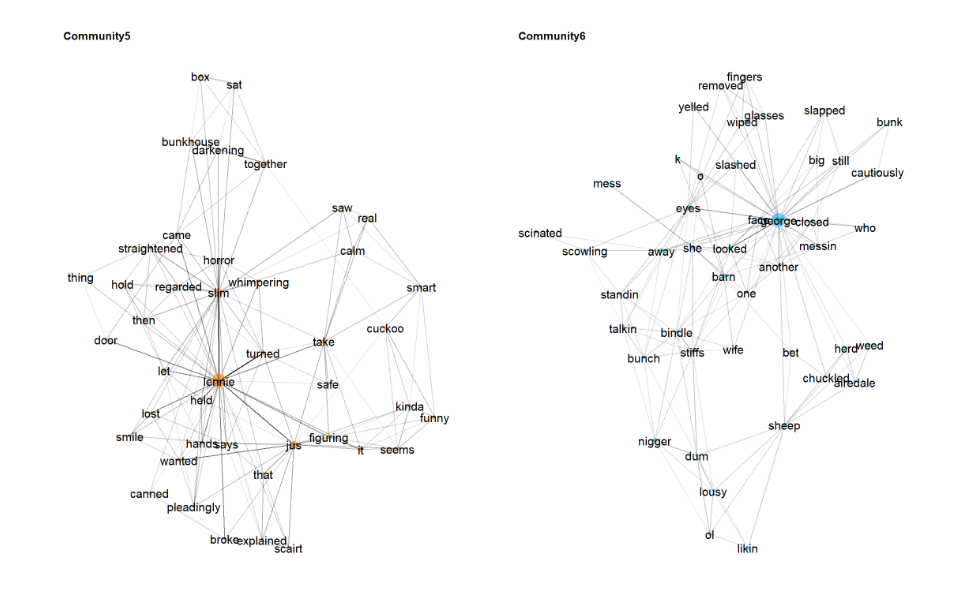 Community5
Community6
box
sat
bunkhouse
darkening
together
saw
real
came
straightened
calm
horror
thing
hold
regarded
slim
whimpering
smart
then
cuckoo
door
turned
take
let
lennie
safe
held
lost
kinda
funny
smile
hands
says
jus
figuring
it
seems
wanted
that
canned
pleadingly
broke
explained
scairt
fingers
removed
yelled
glasses
wiped
slapped
bunk
k
slashed
big
still
o
cautiously
mess
eyes
face
george
closed
who
scinated
scowling
away
she
looked
messin
another
barn
standin
one
talkin
bindle
bunch
stiffs
wife
bet
herd
weed
chuckled
airedale
sheep
nigger
dum
lousy
ol
likin